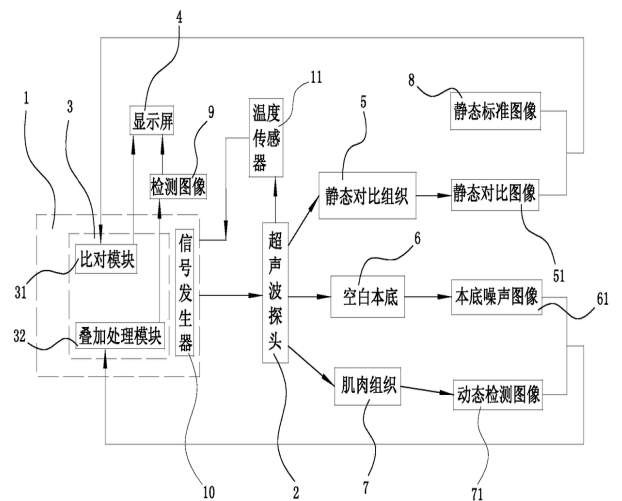 4
8
1
3
显示屏
9
11
温度传感器
5
静态标准图像
检测图像
静态对比组织
静态对比图像
比对模块
31
信号发生器
超声波探头
6
51
空白本底
本底噪声图像
61
叠加处理模块
32
肌肉组织
动态检测图像
10
2
7
71